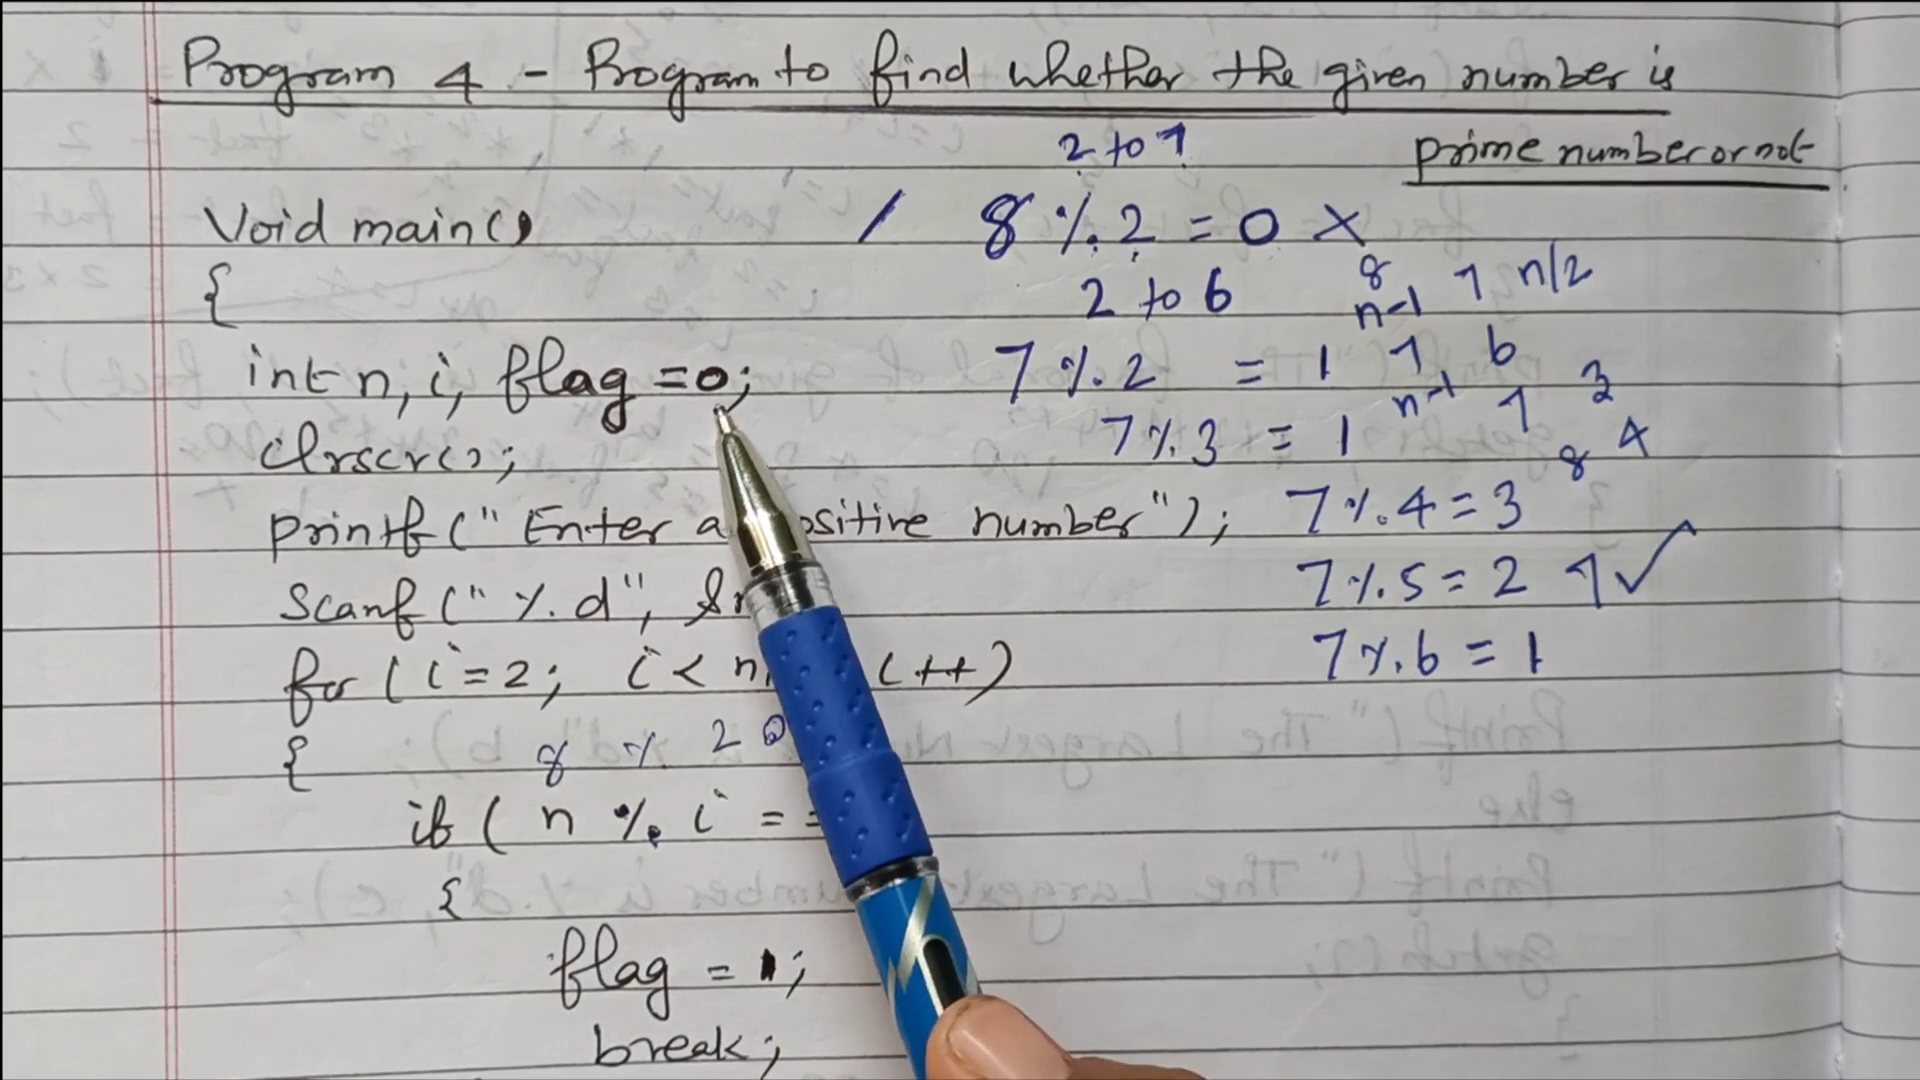 Program 4 - Program to find whether the given number is
prime number or not
2 to 7
Void main()
/ 8 % 2 = 0 ×
{
2 to 6
8 7 n/2
n-1
int n, i, flag = 0;
7 % 2 = 1 7 6
n-1 7 3
clrscr();
7 % 3 = 1
8 4
printf (" Enter a ositive number");
7 % 4 = 3
Scanf (" % d", &n
7 % 5 = 2 7 ✓
for ( i = 2; i < n ++)
7 % 6 = 1
{ 8 % 2 0
if ( n % i =
{
flag = 1;
break;